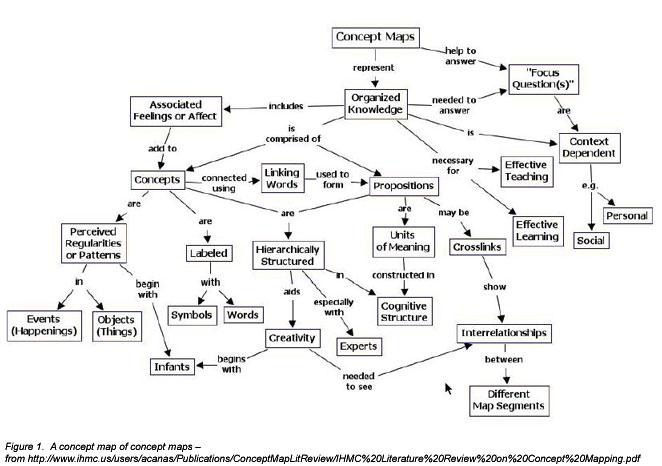 Concept Maps
help to
answer
represent
"Focus
Question(s)"
Associated
Feelings or Affect
includes
Organized
Knowledge
needed to
answer
are
is
comprised of
is
Context
Dependent
add to
necessary
for
Effective
Teaching
Concepts
connected
using
Linking
Words
used to
form
Propositions
e.g.
are
are
are
are
may be
Personal
Perceived
Regularities
or Patterns
Labeled
Hierarchically
Structured
Units
of Meaning
Crosslinks
Effective
Learning
Social
in
begin
with
with
aids
in
constructed in
especially
with
show
Events
(Happenings)
Objects
(Things)
Symbols
Words
Cognitive
Structure
Creativity
Experts
Interrelationships
Infants
begins
with
needed
to see
between
Different
Map Segments
Figure 1. A concept map of concept maps –
from http://www.ihmc.us/users/acanas/Publications/ConceptMapLitReview/IHMC%20Literature%20Review%20on%20Concept%20Mapping.pdf